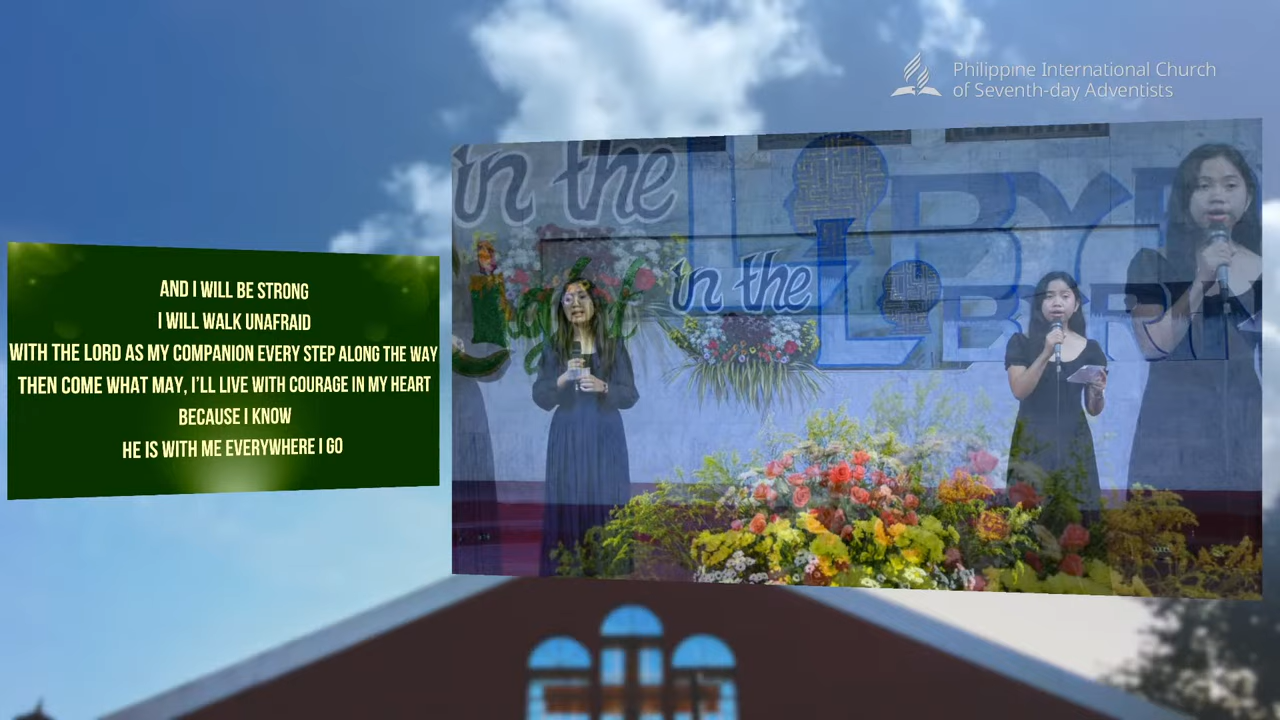 Philippine International Church
of Seventh-day Adventists
AND I WILL BE STRONG
I WILL WALK UNAFRAID
WITH THE LORD AS MY COMPANION EVERY STEP ALONG THE WAY
THEN COME WHAT MAY, I'LL LIVE WITH COURAGE IN MY HEART
BECAUSE I KNOW
HE IS WITH ME EVERYWHERE I GO
in the
Light in the